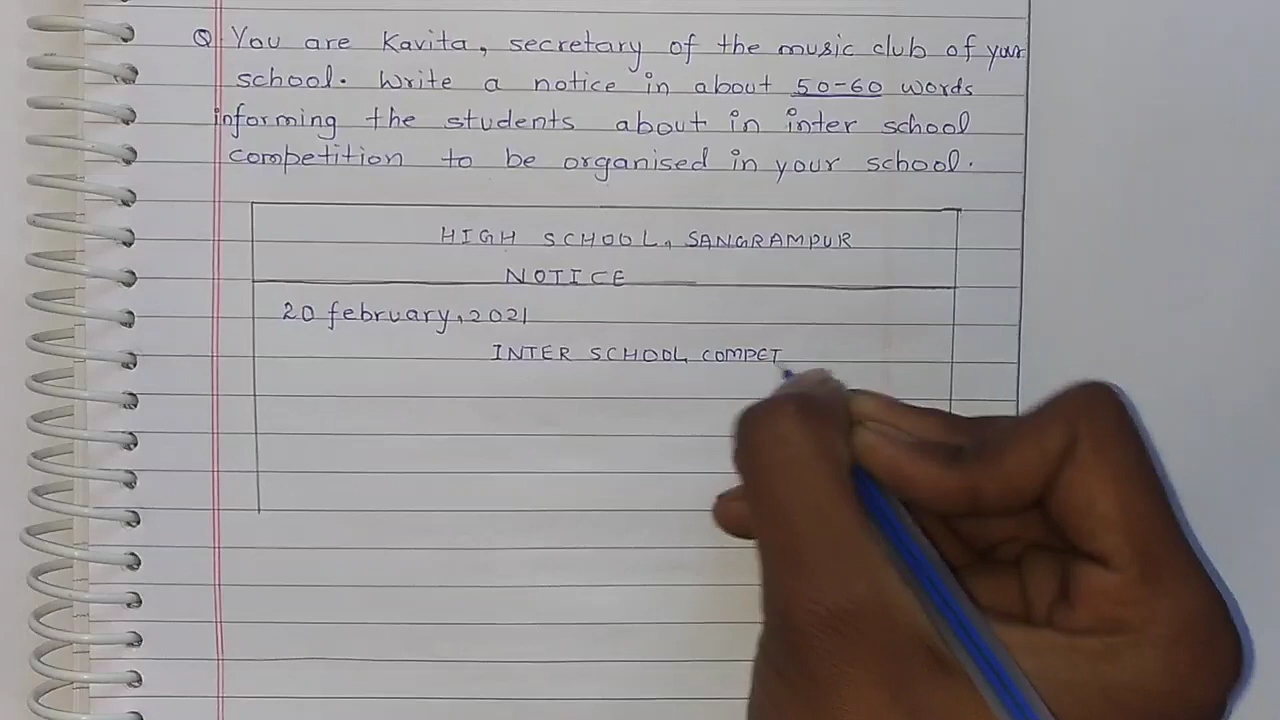 Q You are Kavita, secretary of the music club of your
school. Write a notice in about 50-60 words
informing the students about in inter school
competition to be organised in your school.
HIGH SCHOOL, SANGRAMPUR
NOTICE
20 february, 2021
INTER SCHOOL COMPET